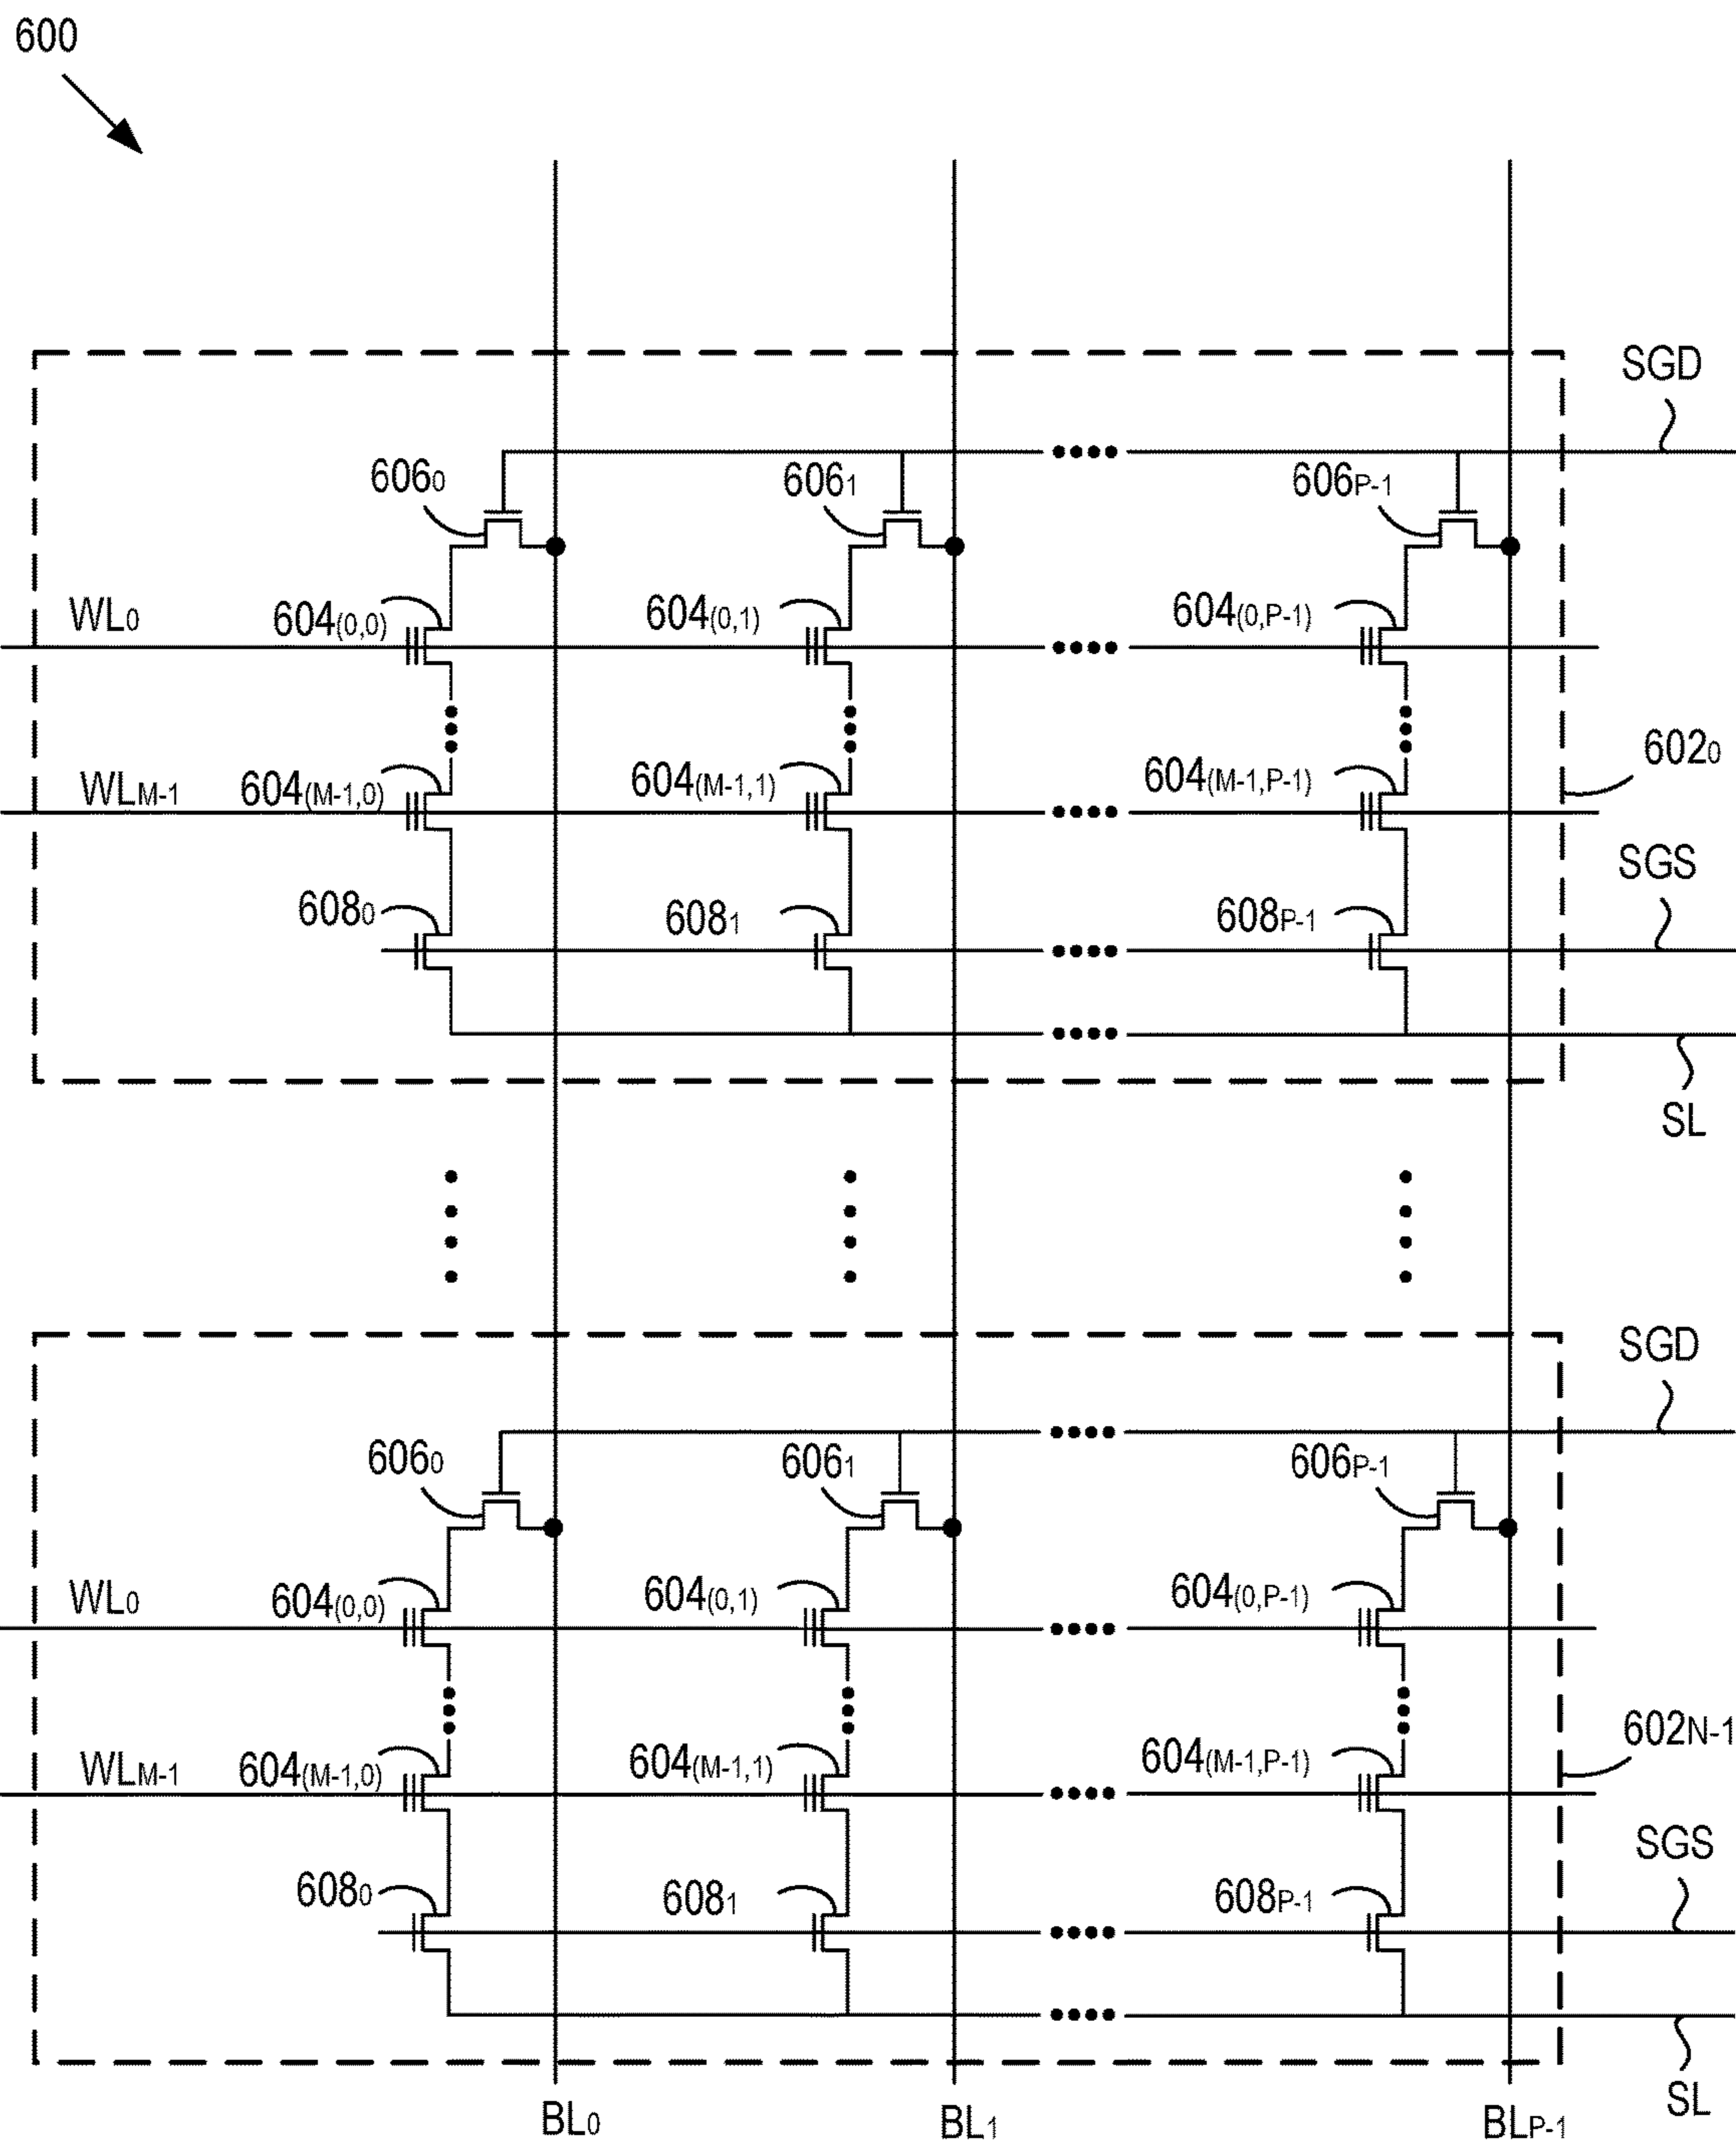 600
SGD
606₀ 606₁ 606P-1
WL₀ 604(0,0) 604(0,1) 604(0,P-1)
602₀
WLM-1 604(M-1,0) 604(M-1,1) 604(M-1,P-1)
SGS
608₀ 608₁ 608P-1
SL
SGD
606₀ 606₁ 606P-1
WL₀ 604(0,0) 604(0,1) 604(0,P-1)
602N-1
WLM-1 604(M-1,0) 604(M-1,1) 604(M-1,P-1)
SGS
608₀ 608₁ 608P-1
SL
BL₀ BL₁ BLP-1